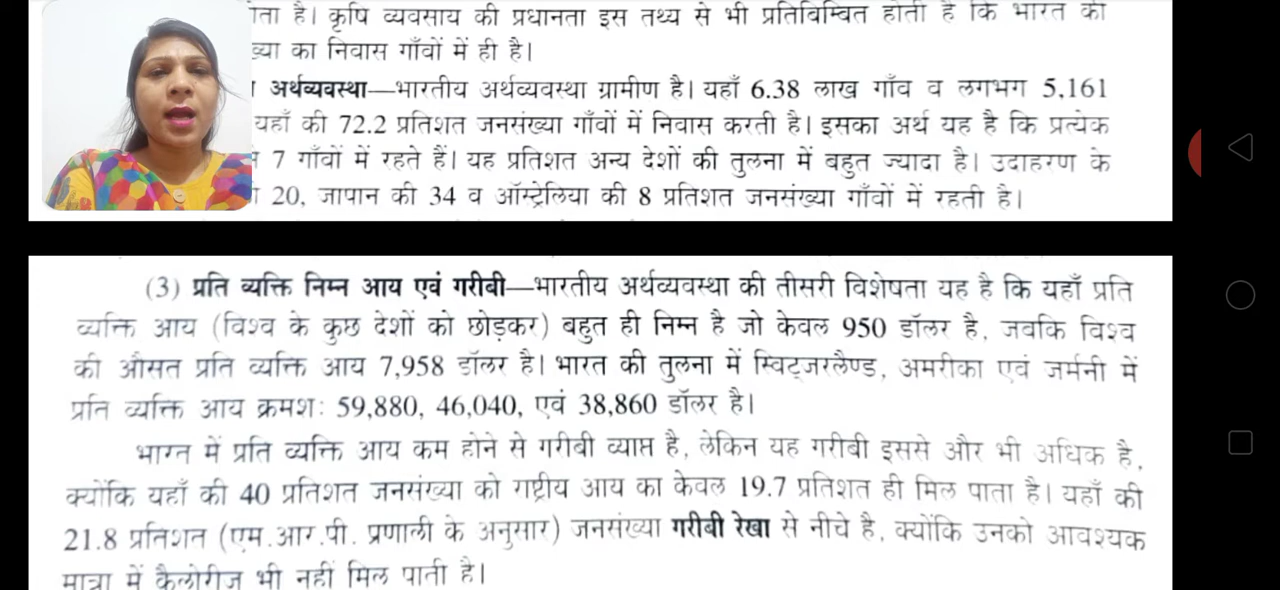 है। कृषि व्यवसाय की प्रधानता इस तथ्य से भी प्रतिबिम्बित होती है कि भारत की
का निवास गाँवों में ही है।
अर्थव्यवस्था—भारतीय अर्थव्यवस्था ग्रामीण है। यहाँ 6.38 लाख गाँव व लगभग 5,161
यहाँ की 72.2 प्रतिशत जनसंख्या गाँवों में निवास करती है। इसका अर्थ यह है कि प्रत्येक
7 गाँवों में रहते हैं। यह प्रतिशत अन्य देशों की तुलना में बहुत ज्यादा है। उदाहरण के
20, जापान की 34 व ऑस्ट्रेलिया की 8 प्रतिशत जनसंख्या गाँवों में रहती है।
(3) प्रति व्यक्ति निम्न आय एवं गरीबी—भारतीय अर्थव्यवस्था की तीसरी विशेषता यह है कि यहाँ प्रति
व्यक्ति आय (विश्व के कुछ देशों को छोड़कर) बहुत ही निम्न है जो केवल 950 डॉलर है, जबकि विश्व
की औसत प्रति व्यक्ति आय 7,958 डॉलर है। भारत की तुलना में स्विट्जरलैण्ड, अमरीका एवं जर्मनी में
प्रति व्यक्ति आय क्रमशः 59,880, 46,040, एवं 38,860 डॉलर है।
भारत में प्रति व्यक्ति आय कम होने से गरीबी व्याप्त है, लेकिन यह गरीबी इससे और भी अधिक है,
क्योंकि यहाँ की 40 प्रतिशत जनसंख्या को राष्ट्रीय आय का केवल 19.7 प्रतिशत ही मिल पाता है। यहाँ की
21.8 प्रतिशत (एम.आर.पी. प्रणाली के अनुसार) जनसंख्या गरीबी रेखा से नीचे है, क्योंकि उनको आवश्यक
मात्रा में कैलोरीज भी नहीं मिल पाती है।